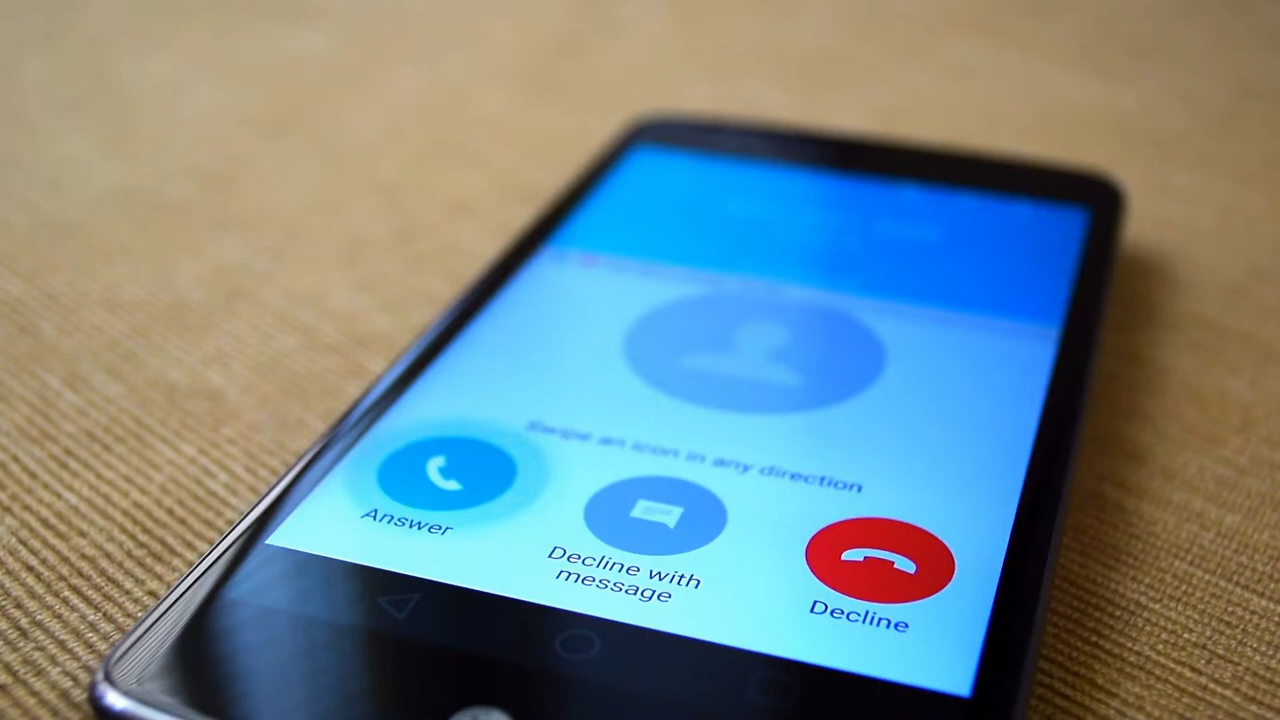 Swipe an icon in any direction
Answer
Decline with
message
Decline